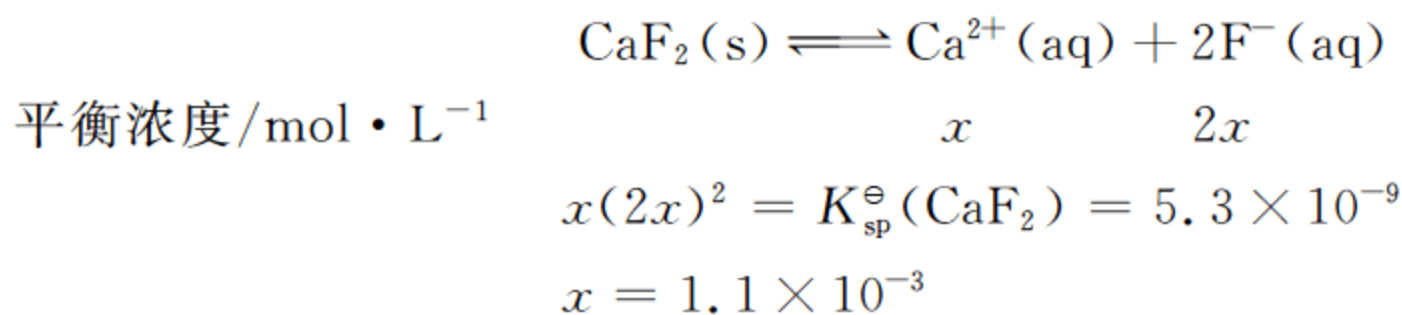 CaF₂(s) ⇌ Ca²⁺(aq) + 2F⁻(aq)
平衡浓度/mol·L⁻¹ x 2x
x(2x)² = K⊖sp(CaF₂) = 5.3×10⁻⁹
x = 1.1×10⁻³